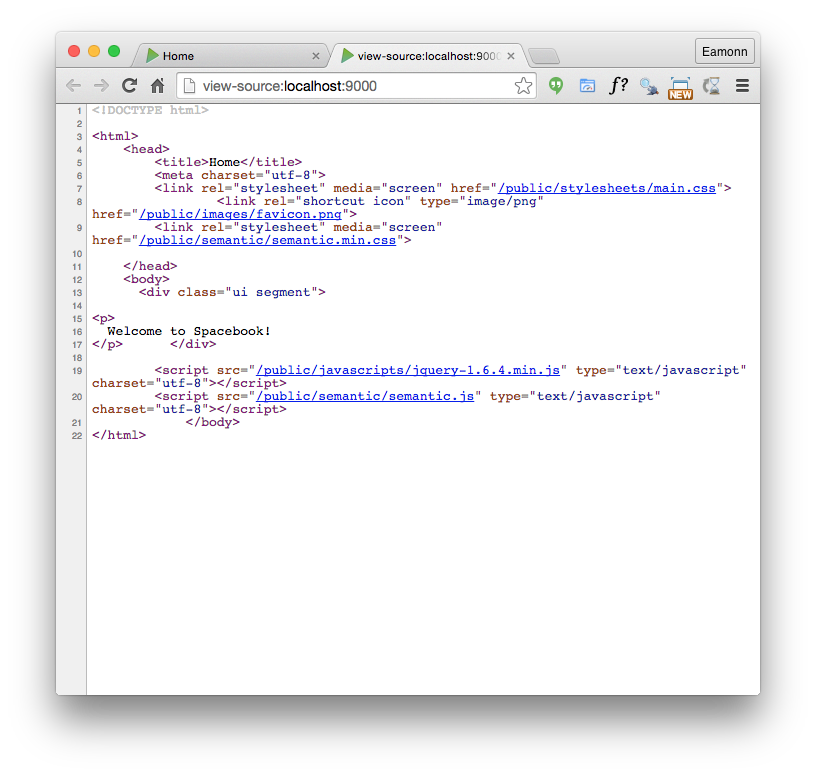 Home
view-source:localhost:9000
Eamonn
view-source:localhost:9000
f?
NEW
1 <!DOCTYPE html>
2
3 <html>
4     <head>
5         <title>Home</title>
6         <meta charset="utf-8">
7         <link rel="stylesheet" media="screen" href="/public/stylesheets/main.css">
8                 <link rel="shortcut icon" type="image/png"
href="/public/images/favicon.png">
9         <link rel="stylesheet" media="screen"
href="/public/semantic/semantic.min.css">
10
11     </head>
12     <body>
13       <div class="ui segment">
14
15 <p>
16   Welcome to Spacebook!
17 </p>      </div>
18
19         <script src="/public/javascripts/jquery-1.6.4.min.js" type="text/javascript"
charset="utf-8"></script>
20         <script src="/public/semantic/semantic.js" type="text/javascript"
charset="utf-8"></script>
21             </body>
22 </html>